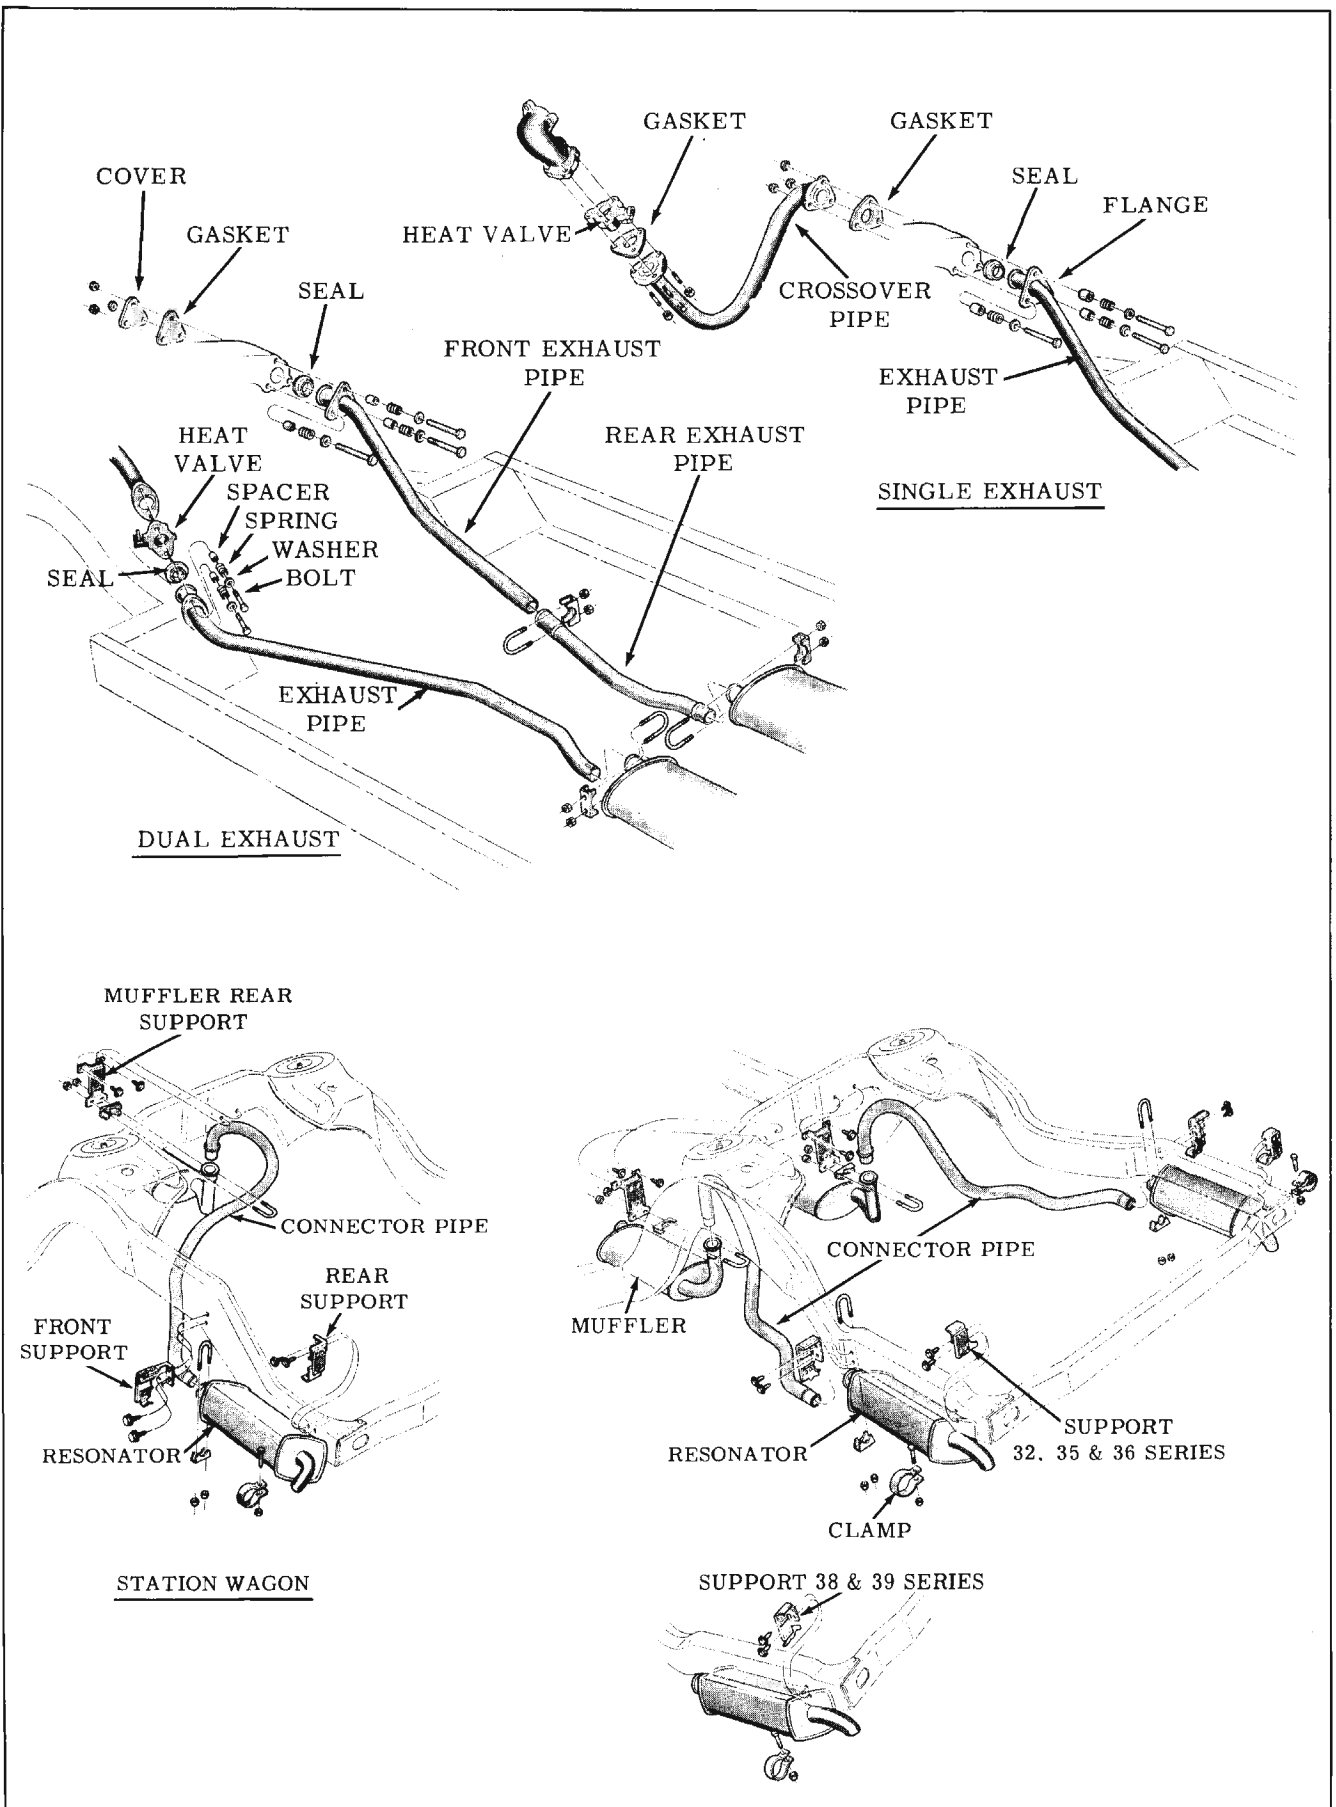 GASKET
GASKET
COVER
SEAL
FLANGE
GASKET
HEAT VALVE
SEAL
CROSSOVER
PIPE
FRONT EXHAUST
PIPE
EXHAUST
PIPE
HEAT
VALVE
REAR EXHAUST
PIPE
SPACER
SINGLE EXHAUST
SPRING
WASHER
SEAL
BOLT
EXHAUST
PIPE
DUAL EXHAUST
MUFFLER REAR
SUPPORT
CONNECTOR PIPE
REAR
SUPPORT
FRONT
SUPPORT
RESONATOR
STATION WAGON
CONNECTOR PIPE
MUFFLER
RESONATOR
SUPPORT
32, 35 & 36 SERIES
CLAMP
SUPPORT 38 & 39 SERIES